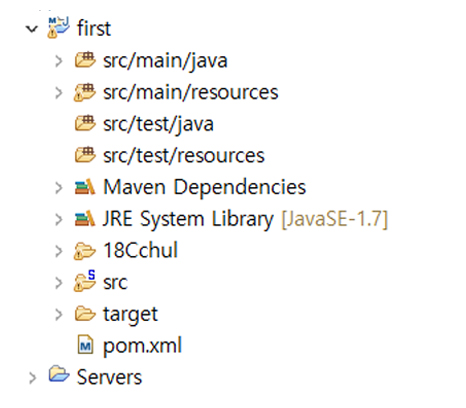 first
src/main/java
src/main/resources
src/test/java
src/test/resources
Maven Dependencies
JRE System Library [JavaSE-1.7]
18Cchul
src
target
pom.xml
Servers